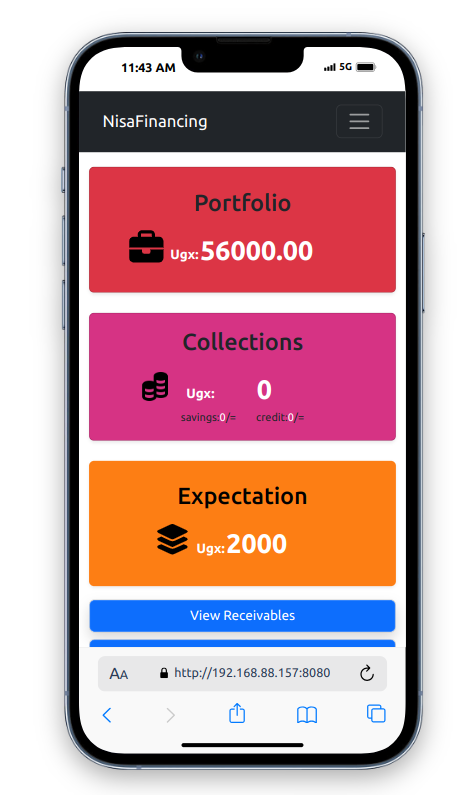 11:43 AM 5G
NisaFinancing
Portfolio
Ugx: 56000.00
Collections
Ugx: 0
savings:0/= credit:0/=
Expectation
Ugx: 2000
View Receivables
AA http://192.168.88.157:8080